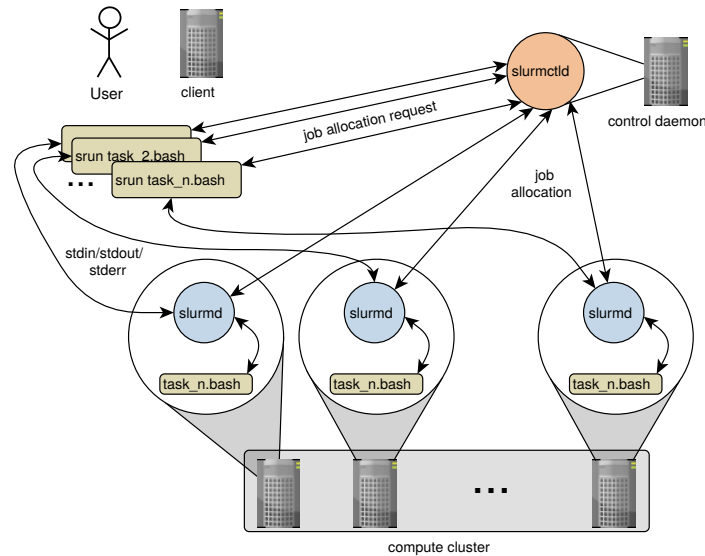 slurmctld
User
client
control daemon
job allocation request
srun task_2.bash
...
srun task_n.bash
job
allocation
stdin/stdout/
stderr
slurmd
slurmd
slurmd
task_n.bash
task_n.bash
task_n.bash
...
compute cluster